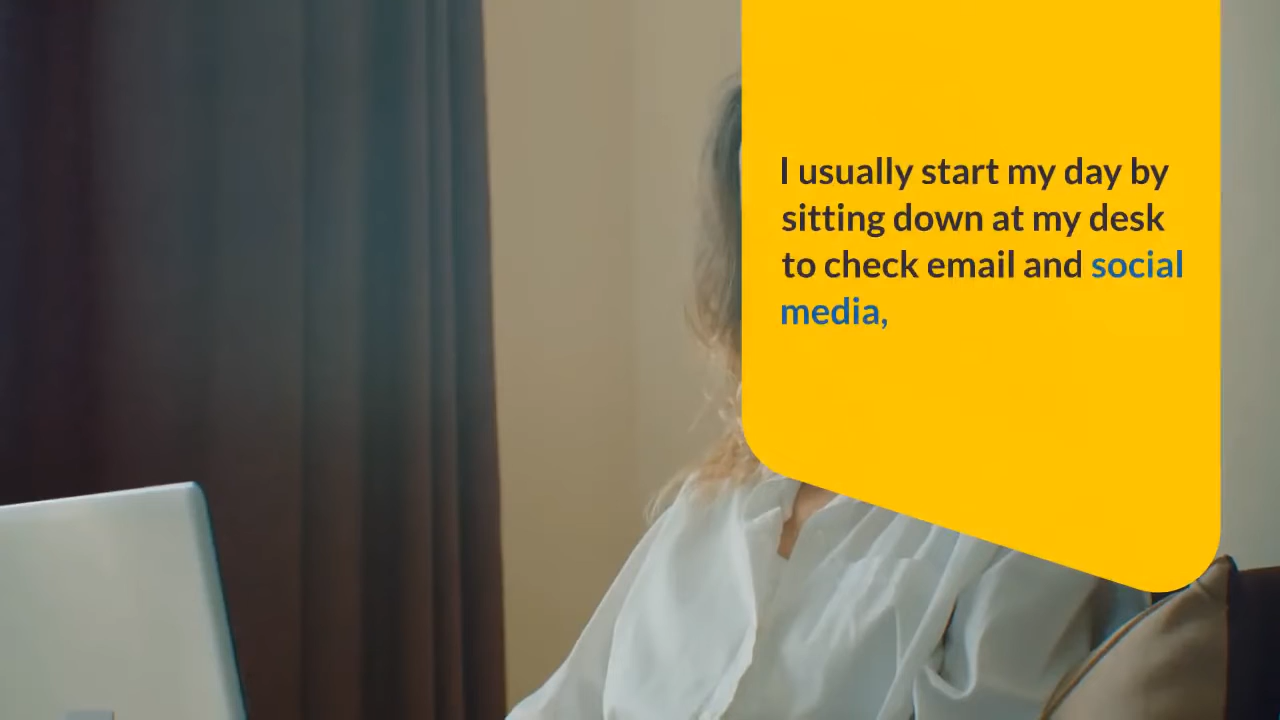 I usually start my day by
sitting down at my desk
to check email and social
media,